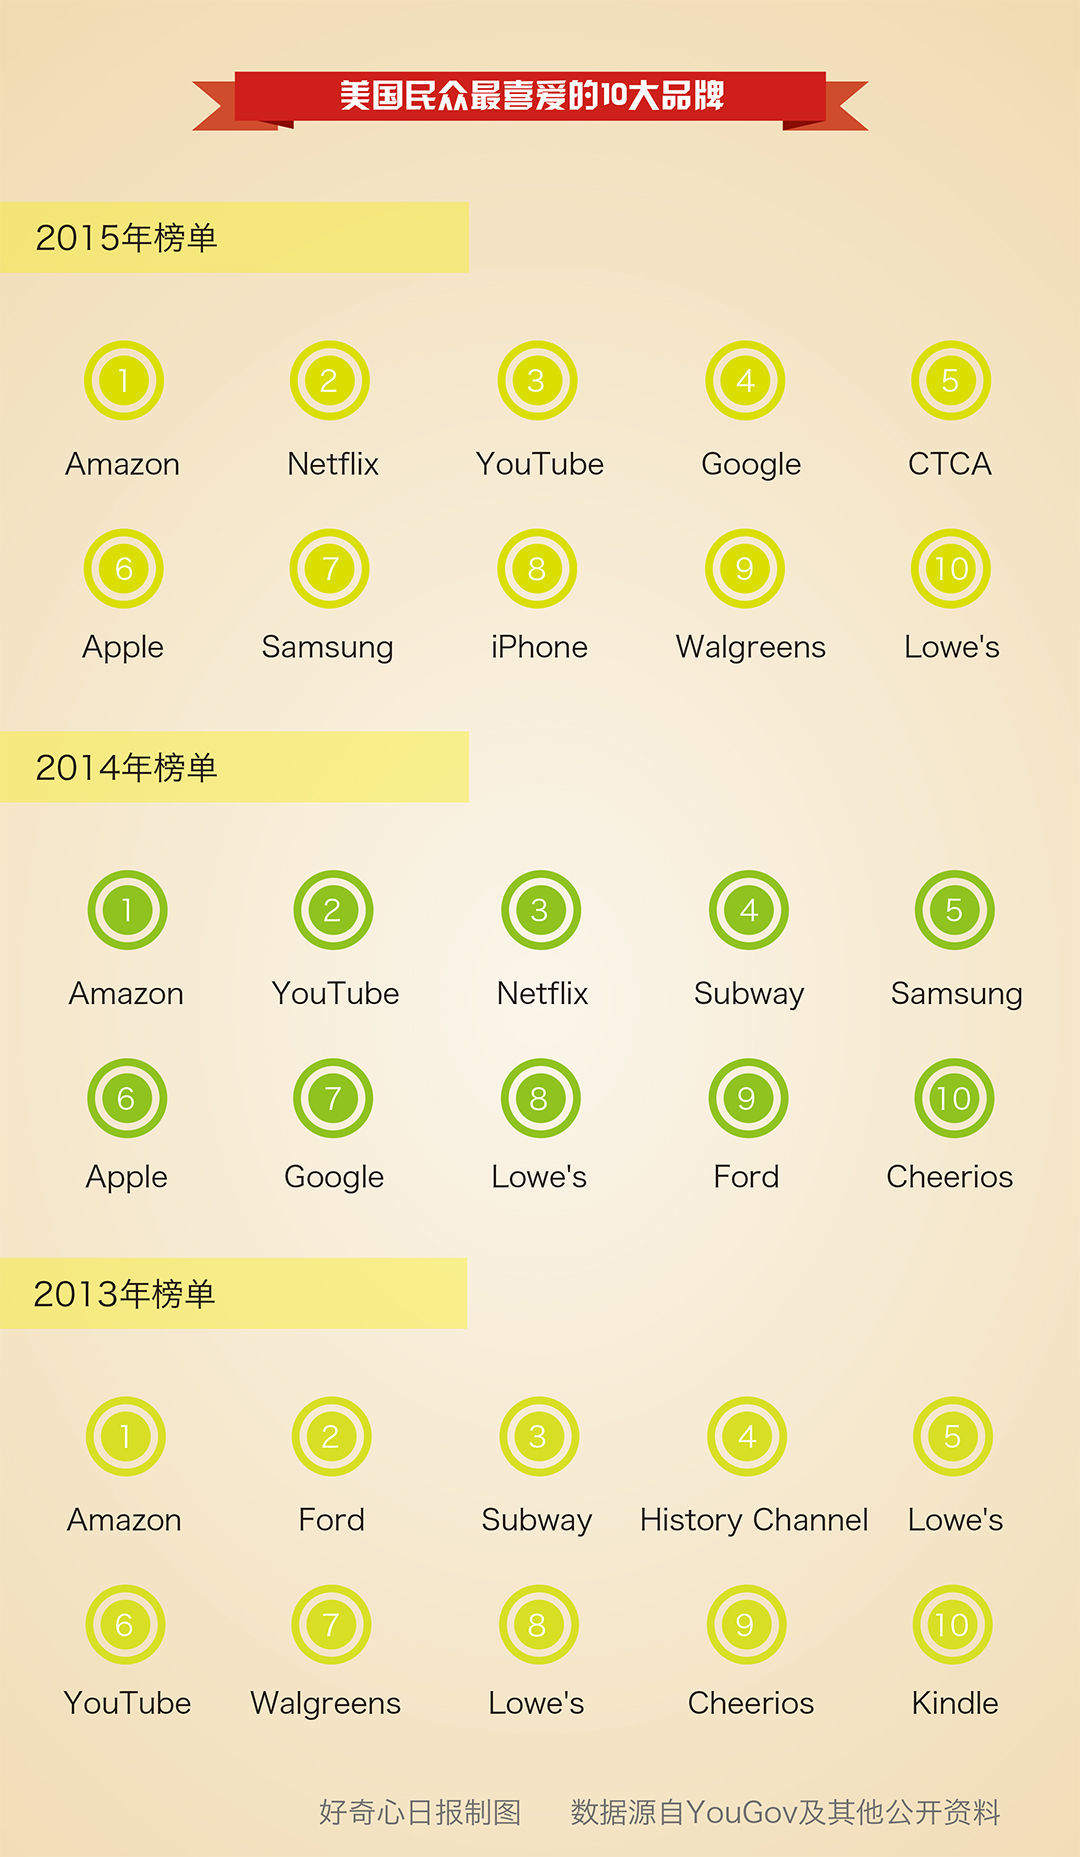 美国民众最喜爱的10大品牌
2015年榜单
1 2 3 4 5
Amazon Netflix YouTube Google CTCA
6 7 8 9 10
Apple Samsung iPhone Walgreens Lowe's
2014年榜单
1 2 3 4 5
Amazon YouTube Netflix Subway Samsung
6 7 8 9 10
Apple Google Lowe's Ford Cheerios
2013年榜单
1 2 3 4 5
Amazon Ford Subway History Channel Lowe's
6 7 8 9 10
YouTube Walgreens Lowe's Cheerios Kindle
好奇心日报制图 数据源自YouGov及其他公开资料